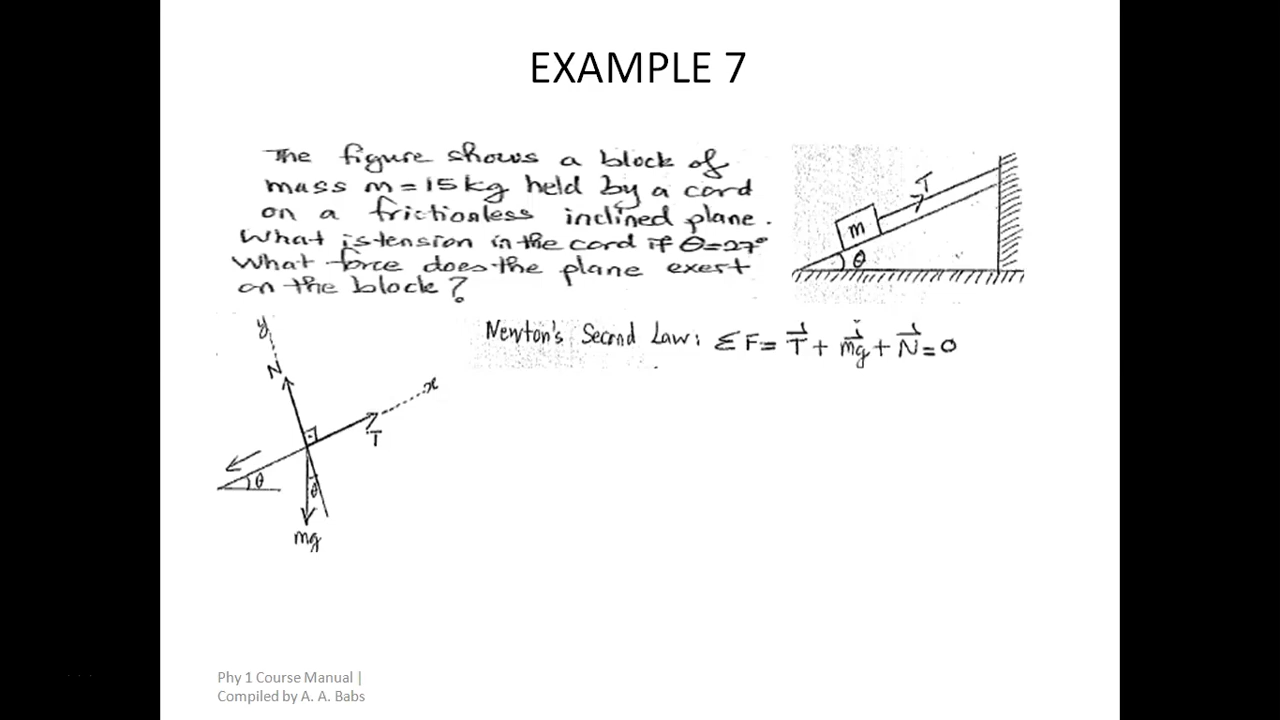 EXAMPLE 7
The figure shows a block of
mass m = 15 kg held by a cord
on a frictionless inclined plane.
What is tension in the cord if θ = 27°
What force does the plane exert
on the block?
T
m
θ
Newton's Second Law: ΣF = T⃗ + mg⃗ + N⃗ = 0
y
N
x
T
θ
θ
mg
Phy 1 Course Manual |
Compiled by A. A. Babs